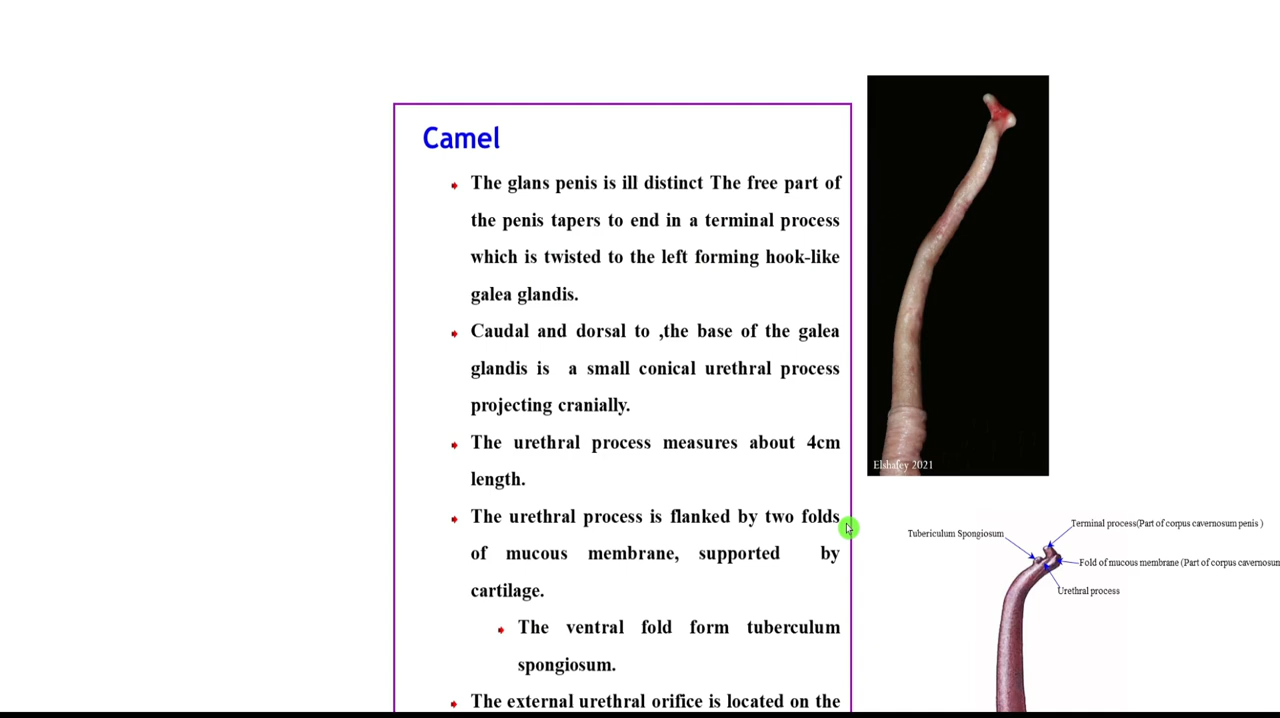 Camel
The glans penis is ill distinct The free part of
the penis tapers to end in a terminal process
which is twisted to the left forming hook-like
galea glandis.
Caudal and dorsal to ,the base of the galea
glandis is a small conical urethral process
projecting cranially.
The urethral process measures about 4cm
length.
The urethral process is flanked by two folds
of mucous membrane, supported by
cartilage.
The ventral fold form tuberculum
spongiosum.
The external urethral orifice is located on the
Elshafey 2021
Terminal process(Part of corpus cavernosum penis )
Tubericulum Spongiosum
Fold of mucous membrane (Part of corpus cavernosum
Urethral process